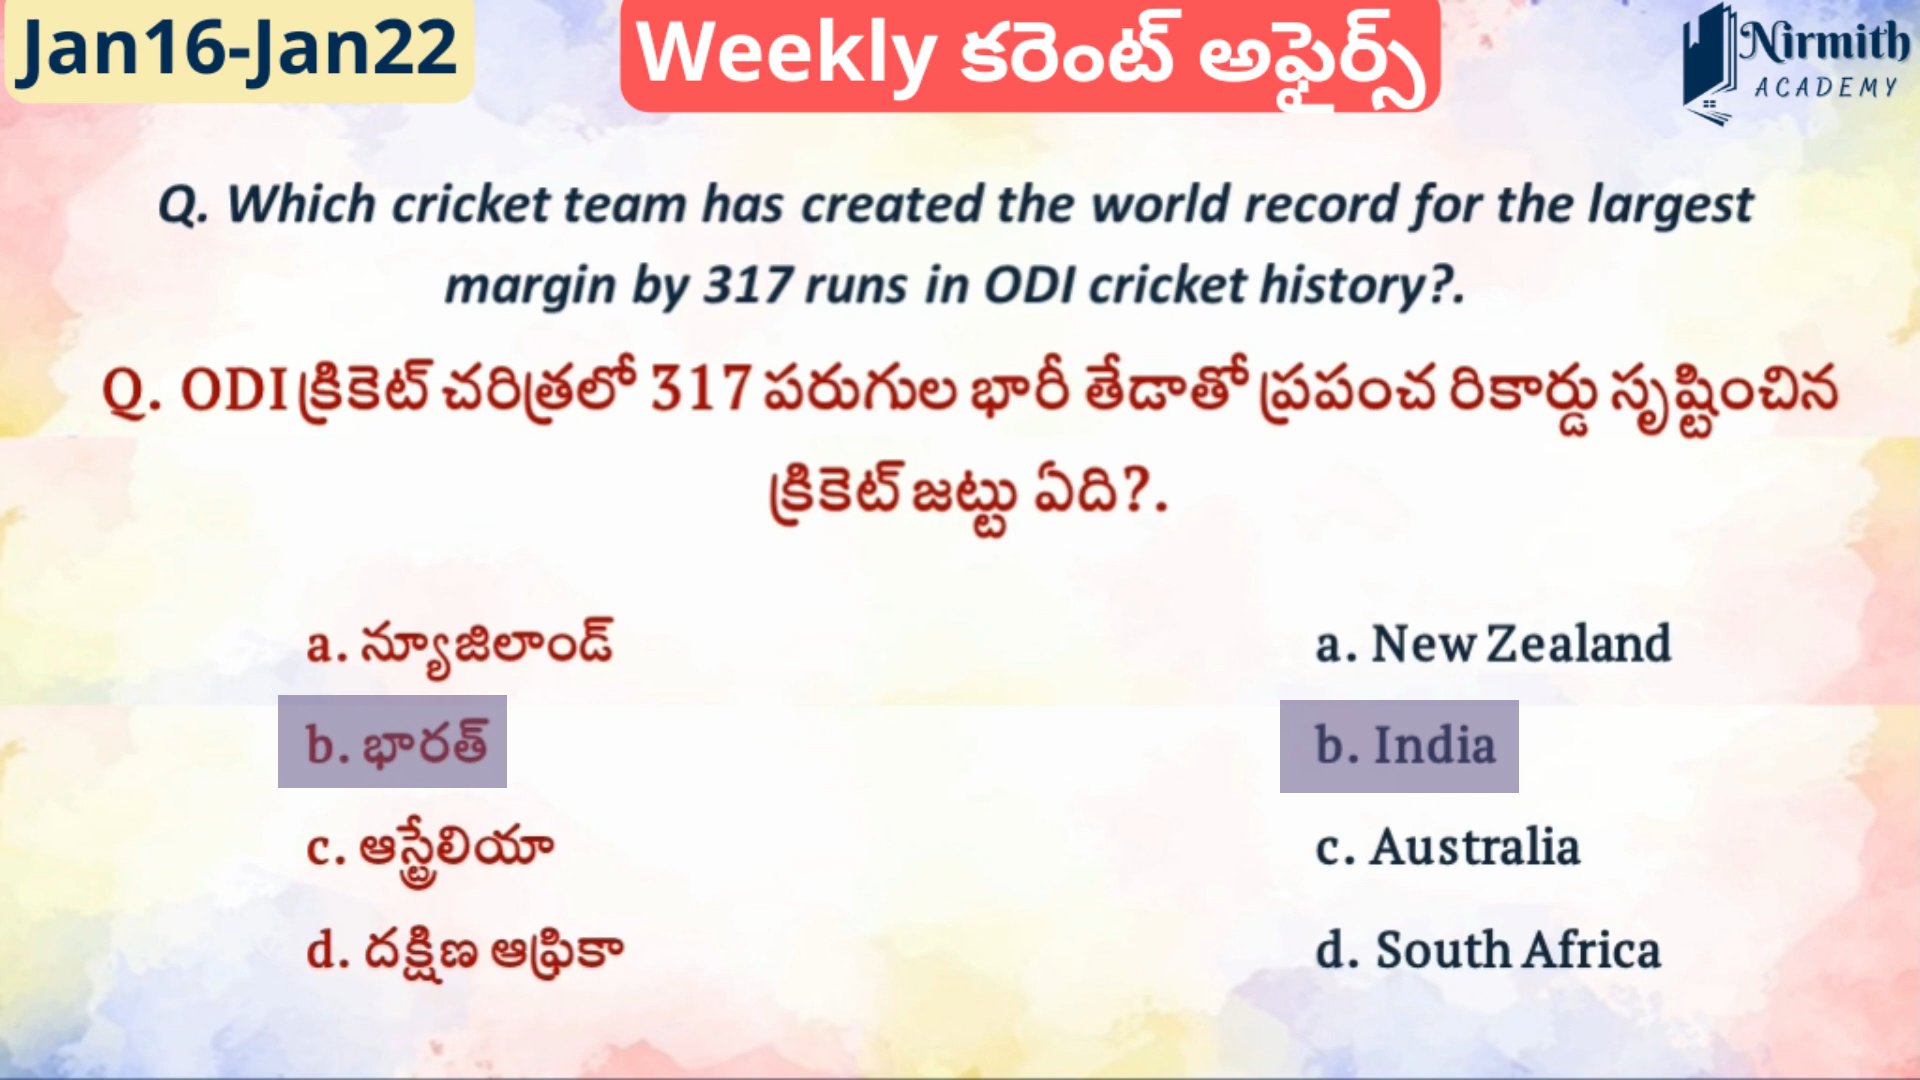 Jan16-Jan22
Weekly కరెంట్ అఫైర్స్
Nirmith
ACADEMY
Q. Which cricket team has created the world record for the largest
margin by 317 runs in ODI cricket history?.
Q. ODI క్రికెట్ చరిత్రలో 317 పరుగుల భారీ తేడాతో ప్రపంచ రికార్డు సృష్టించిన
క్రికెట్ జట్టు ఏది?.
a. న్యూజిలాండ్
b. భారత్
c. ఆస్ట్రేలియా
d. దక్షిణ ఆఫ్రికా
a. New Zealand
b. India
c. Australia
d. South Africa